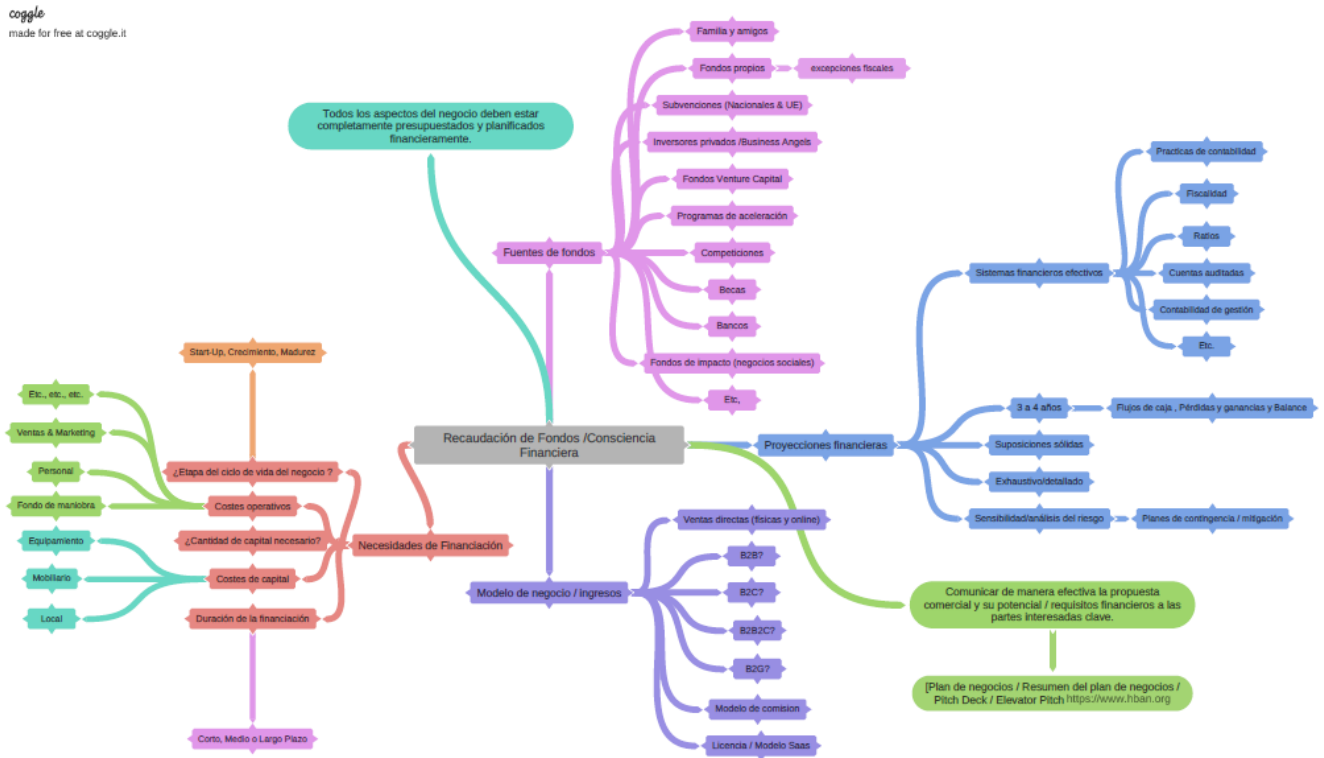 coggle
made for free at coggle.it
Todos los aspectos del negocio deben estar
completamente presupuestados y planificados
financieramente.
Fuentes de fondos
Familia y amigos
Fondos propios
excepciones fiscales
Subvenciones (Nacionales & UE)
Inversores privados /Business Angels
Fondos Venture Capital
Programas de aceleración
Competiciones
Becas
Bancos
Fondos de impacto (negocios sociales)
Etc,
Recaudación de Fondos /Consciencia
Financiera
Proyecciones financieras
Sistemas financieros efectivos
Practicas de contabilidad
Fiscalidad
Ratios
Cuentas auditadas
Contabilidad de gestión
Etc.
3 a 4 años
Flujos de caja , Pérdidas y ganancias y Balance
Suposiciones sólidas
Exhaustivo/detallado
Sensibilidad/análisis del riesgo
Planes de contingencia / mitigación
Necesidades de Financiación
Start-Up, Crecimiento, Madurez
¿Etapa del ciclo de vida del negocio ?
Costes operativos
Etc., etc., etc.
Ventas & Marketing
Personal
Fondo de maniobra
¿Cantidad de capital necesario?
Costes de capital
Equipamiento
Mobiliario
Local
Duración de la financiación
Corto, Medio o Largo Plazo
Modelo de negocio / ingresos
Ventas directas (físicas y online)
B2B?
B2C?
B2B2C?
B2G?
Modelo de comision
Licencia / Modelo Saas
Comunicar de manera efectiva la propuesta
comercial y su potencial / requisitos financieros a las
partes interesadas clave.
[Plan de negocios / Resumen del plan de negocios /
Pitch Deck / Elevator Pitch https://www.hban.org